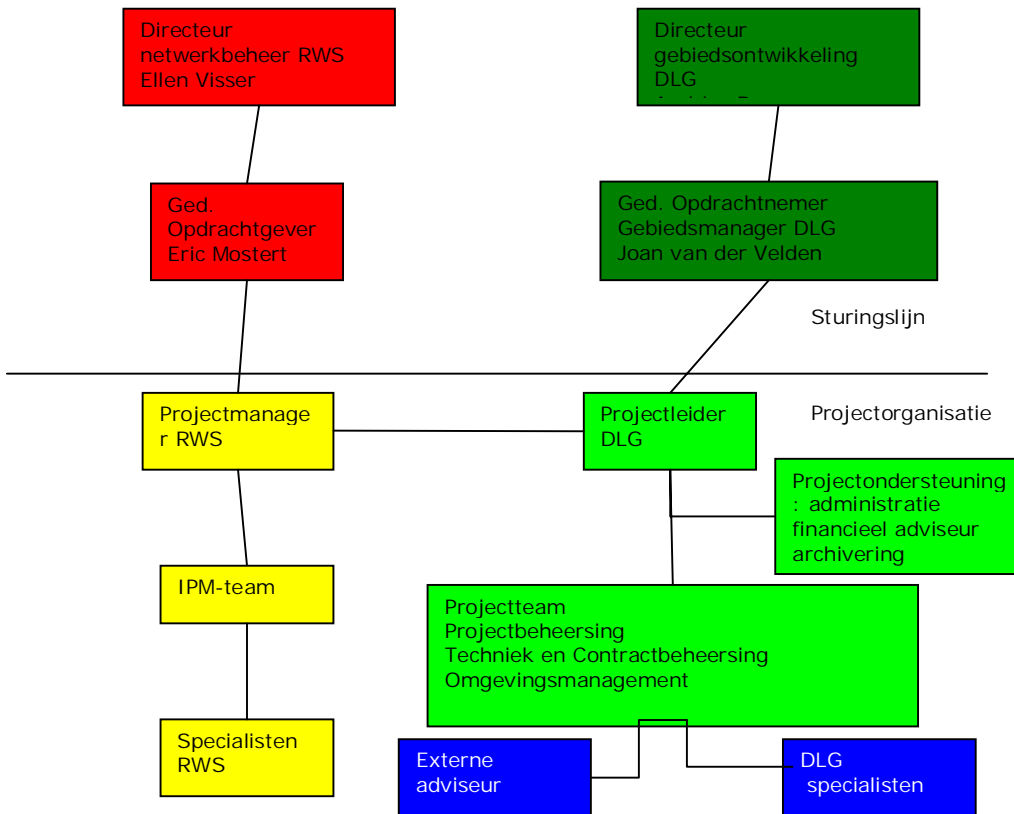 Directeur
netwerkbeheer RWS
Ellen Visser
Directeur
gebiedsontwikkeling
DLG
Ged.
Opdrachtgever
Eric Mostert
Ged. Opdrachtnemer
Gebiedsmanager DLG
Joan van der Velden
Sturingslijn
Projectmanage
r RWS
Projectleider
DLG
Projectorganisatie
Projectondersteuning
: administratie
financieel adviseur
archivering
IPM-team
Projectteam
Projectbeheersing
Techniek en Contractbeheersing
Omgevingsmanagement
Specialisten
RWS
Externe
adviseur
DLG
specialisten